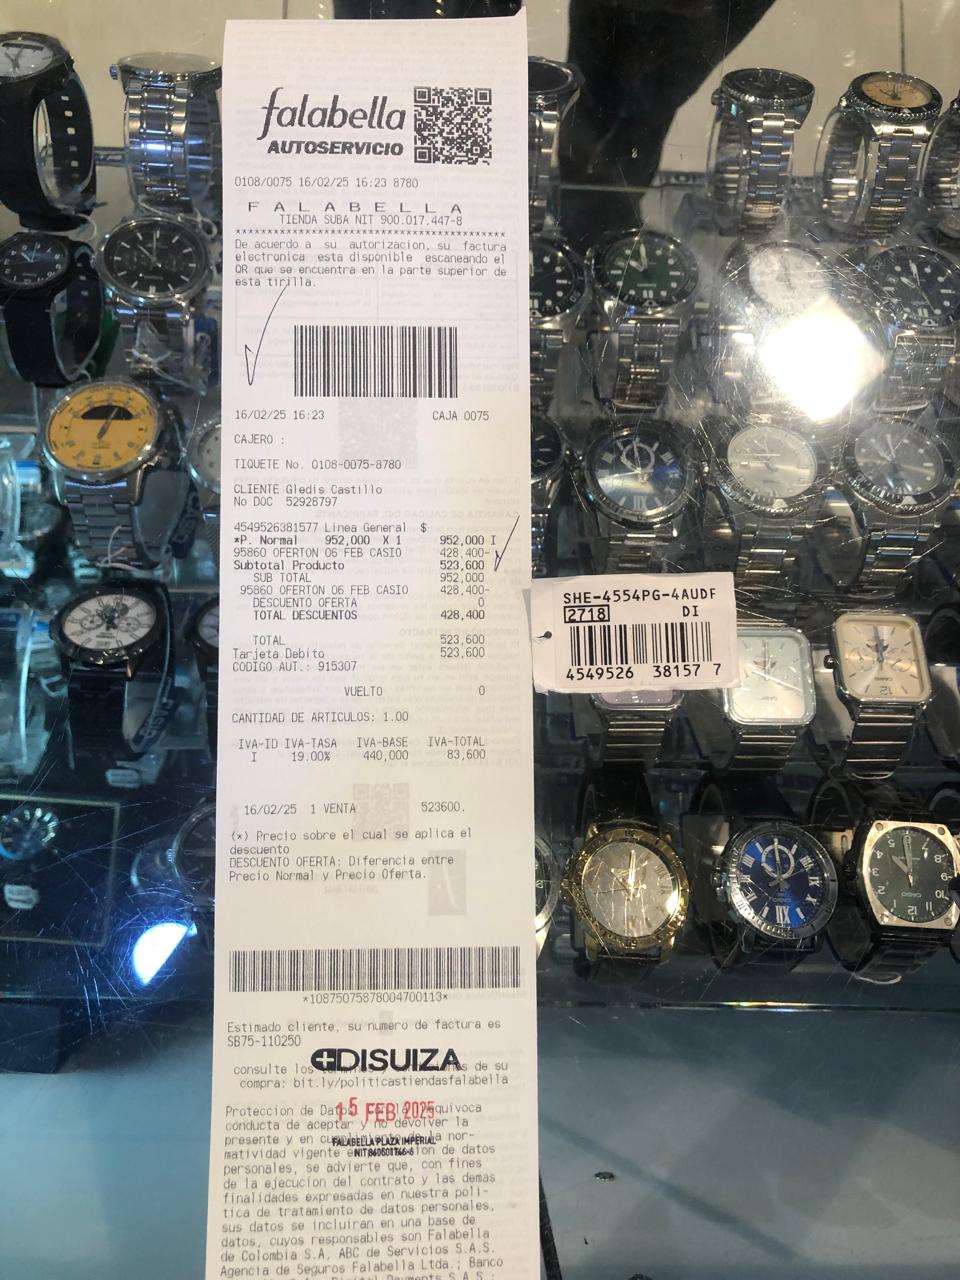 falabella
AUTOSERVICIO
0108/0075 16/02/25 16:23 8780
F A L A B E L L A
TIENDA SUBA NIT 900.017.447-8
****************************************
De acuerdo a su autorizacion, su factura
electronica esta disponible escaneando el
QR que se encuentra en la parte superior de
esta tirilla.
16/02/25 16:23 CAJA 0075
CAJERO :
TIQUETE No. 0108-0075-8780
CLIENTE Gledis Castillo
No DOC 52928797
4549526381577 Linea General $
*P. Normal 952,000 X 1 952,000 I
95860 OFERTON 06 FEB CASIO 428,400-
Subtotal Producto 523,600
SUB TOTAL 952,000
95860 OFERTON 06 FEB CASIO 428,400-
DESCUENTO OFERTA 0
TOTAL DESCUENTOS 428,400
TOTAL 523,600
Tarjeta Debito 523,600
CODIGO AUT.: 915307
VUELTO 0
CANTIDAD DE ARTICULOS: 1.00
IVA-ID IVA-TASA IVA-BASE IVA-TOTAL
I 19.00% 440,000 83,600
16/02/25 1 VENTA 523600.
(*) Precio sobre el cual se aplica el
descuento
DESCUENTO OFERTA: Diferencia entre
Precio Normal y Precio Oferta.
*10875075878004700113*
Estimado cliente, su numero de factura es
SB75-110250
DISUIZA
consulte los de su
compra: bit.ly/politicastiendasfalabella
15 FEB 2025
FALABELLA PLAZA IMPERIAL
Proteccion de inequivoca
conducta de aceptar y no devolver la
presente y en de la nor-
matividad vigente de datos
personales, se advierte que, con fines
de la ejecucion del contrato y las demas
finalidades expresadas en nuestra poli-
tica de tratamiento de datos personales,
sus datos se incluiran en una base de
datos, cuyos responsables son Falabella
de Colombia S.A, ABC de Servicios S.A.S.
Agencia de Seguros Falabella Ltda.; Banco
SHE-4554PG-4AUDF
2718 DI
4549526 38157 7